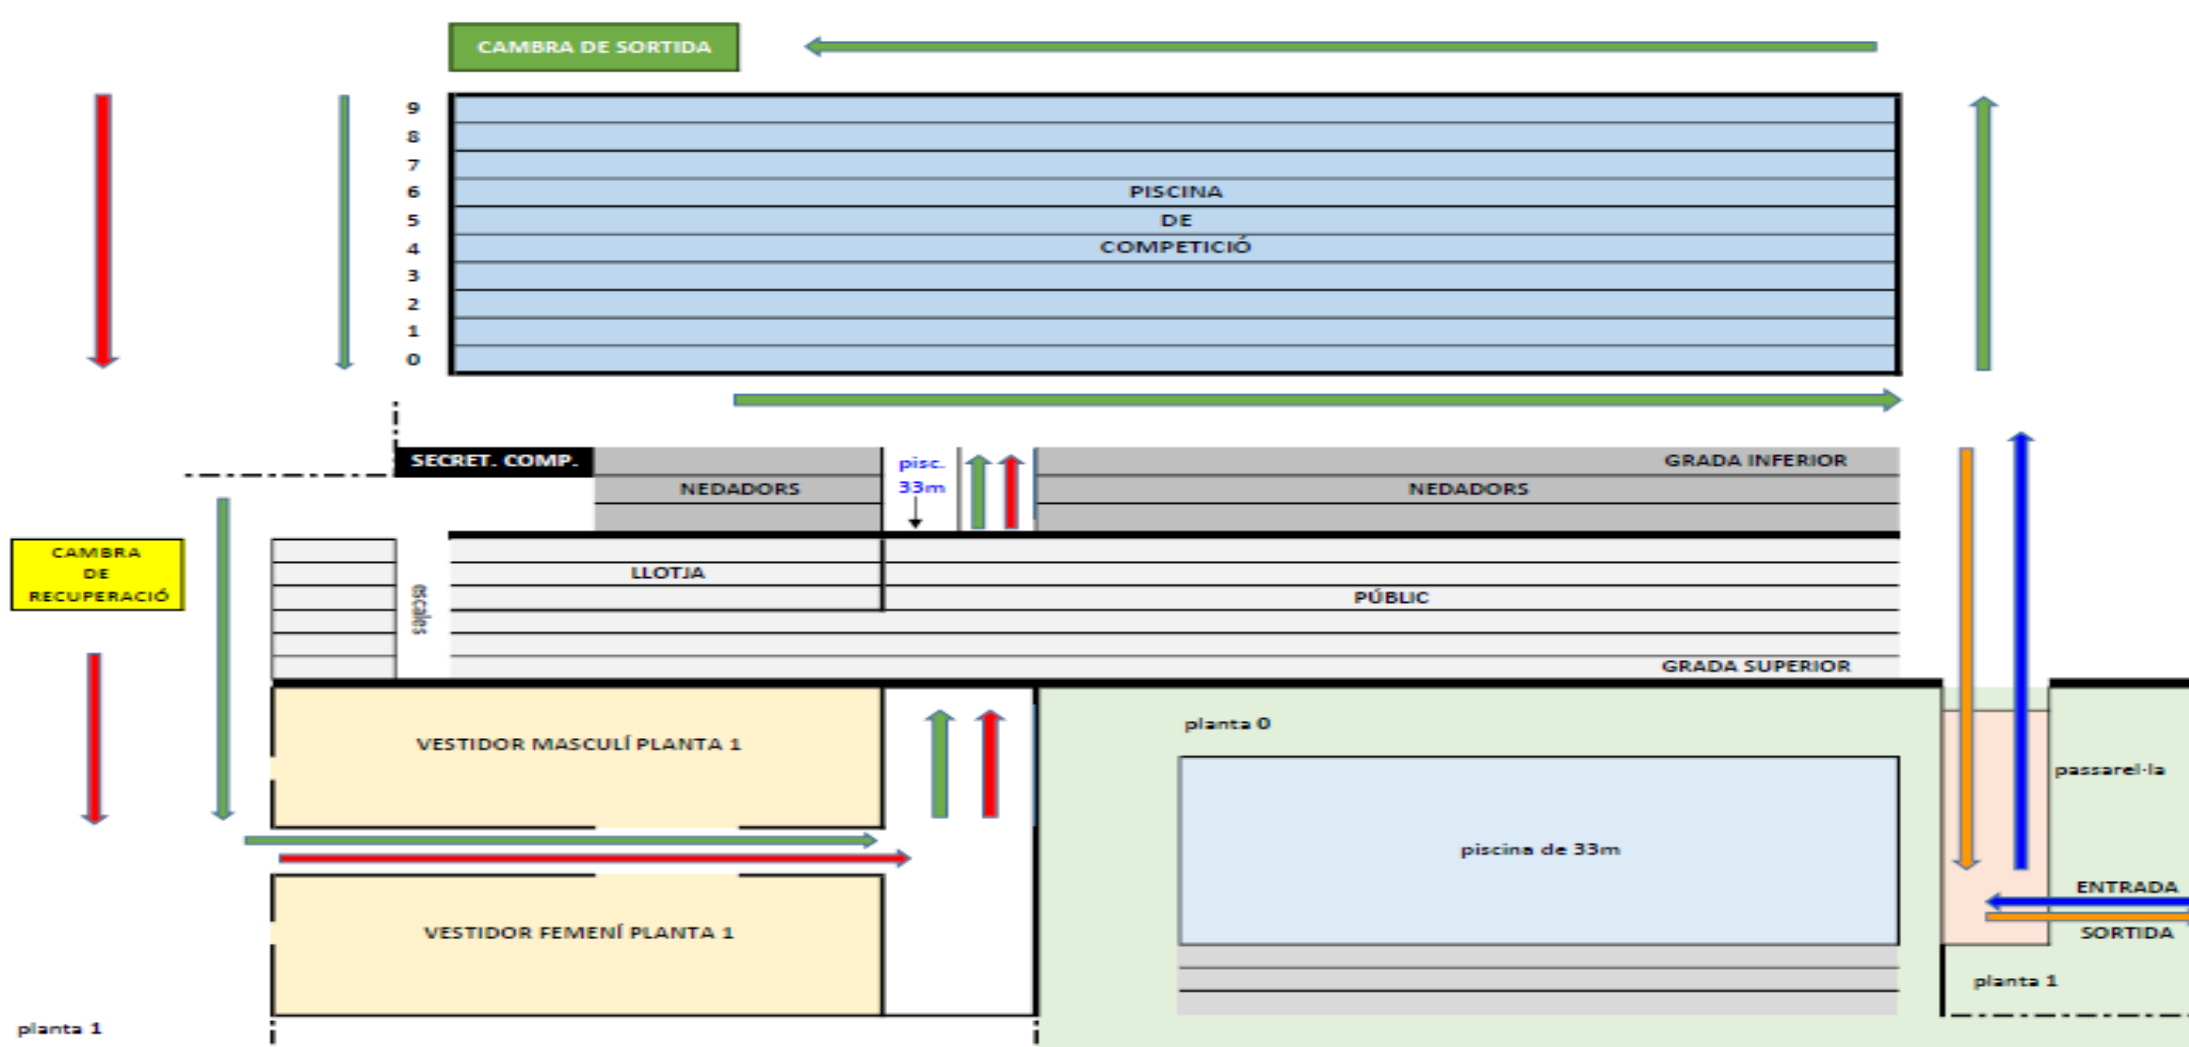 CAMBRA DE SORTIDA
9
8
7
6
5
4
3
2
1
0
PISCINA
DE
COMPETICIÓ
SECRET. COMP.
NEDADORS
pisc.
33m
GRADA INFERIOR
NEDADORS
CAMBRA
DE
RECUPERACIÓ
escales
LLOTJA
PÚBLIC
GRADA SUPERIOR
VESTIDOR MASCULÍ PLANTA 1
planta 0
passarel·la
piscina de 33m
ENTRADA
SORTIDA
VESTIDOR FEMENÍ PLANTA 1
planta 1
planta 1